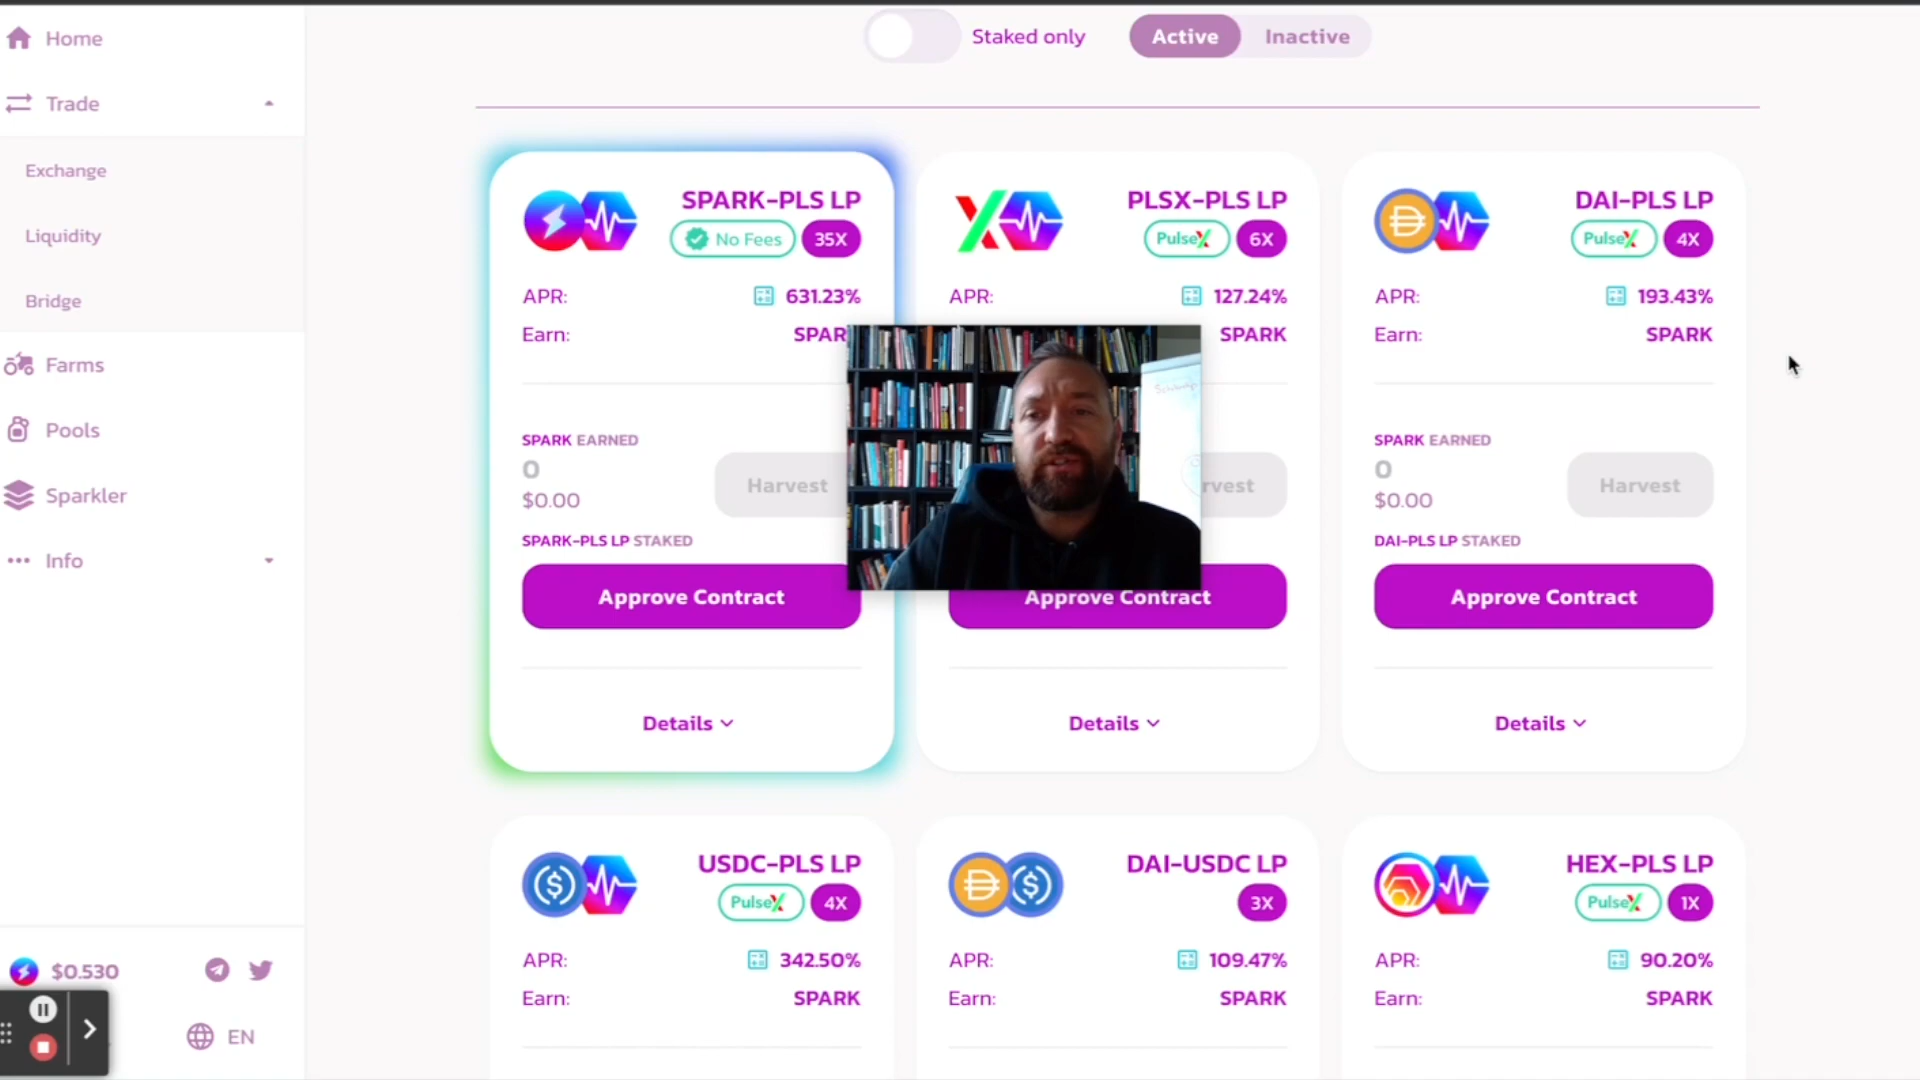 Home
Trade
Exchange
Liquidity
Bridge
Farms
Pools
Sparkler
Info
$0.530
EN
Staked only
Active
Inactive
SPARK-PLS LP
No Fees 35X
APR: 631.23%
Earn: SPARK
SPARK EARNED
0
$0.00
Harvest
SPARK-PLS LP STAKED
Approve Contract
Details
PLSX-PLS LP
PulseX 6X
APR: 127.24%
SPARK
rvest
Approve Contract
Details
DAI-PLS LP
PulseX 4X
APR: 193.43%
Earn: SPARK
SPARK EARNED
0
$0.00
Harvest
DAI-PLS LP STAKED
Approve Contract
Details
USDC-PLS LP
PulseX 4X
APR: 342.50%
Earn: SPARK
DAI-USDC LP
3X
APR: 109.47%
Earn: SPARK
HEX-PLS LP
PulseX 1X
APR: 90.20%
Earn: SPARK